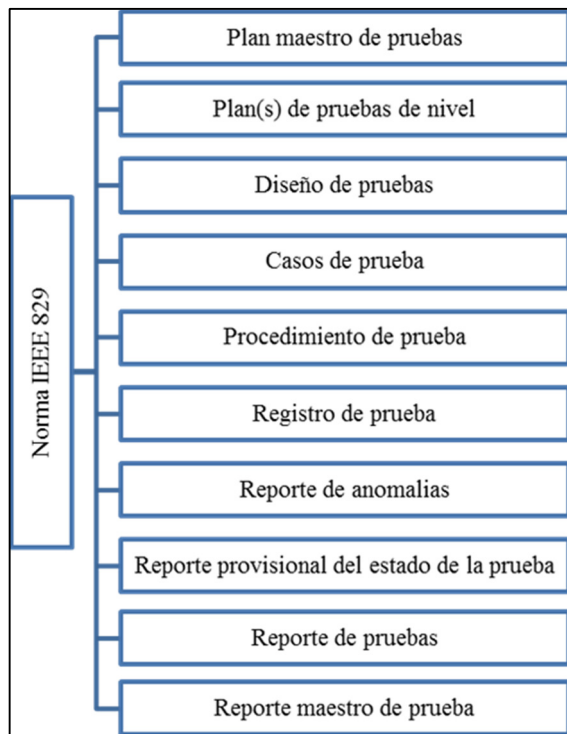 Norma IEEE 829
Plan maestro de pruebas
Plan(s) de pruebas de nivel
Diseño de pruebas
Casos de prueba
Procedimiento de prueba
Registro de prueba
Reporte de anomalias
Reporte provisional del estado de la prueba
Reporte de pruebas
Reporte maestro de prueba